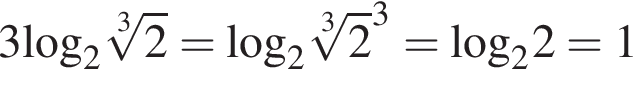 3log₂∛2 = log₂∛2³ = log₂2 = 1